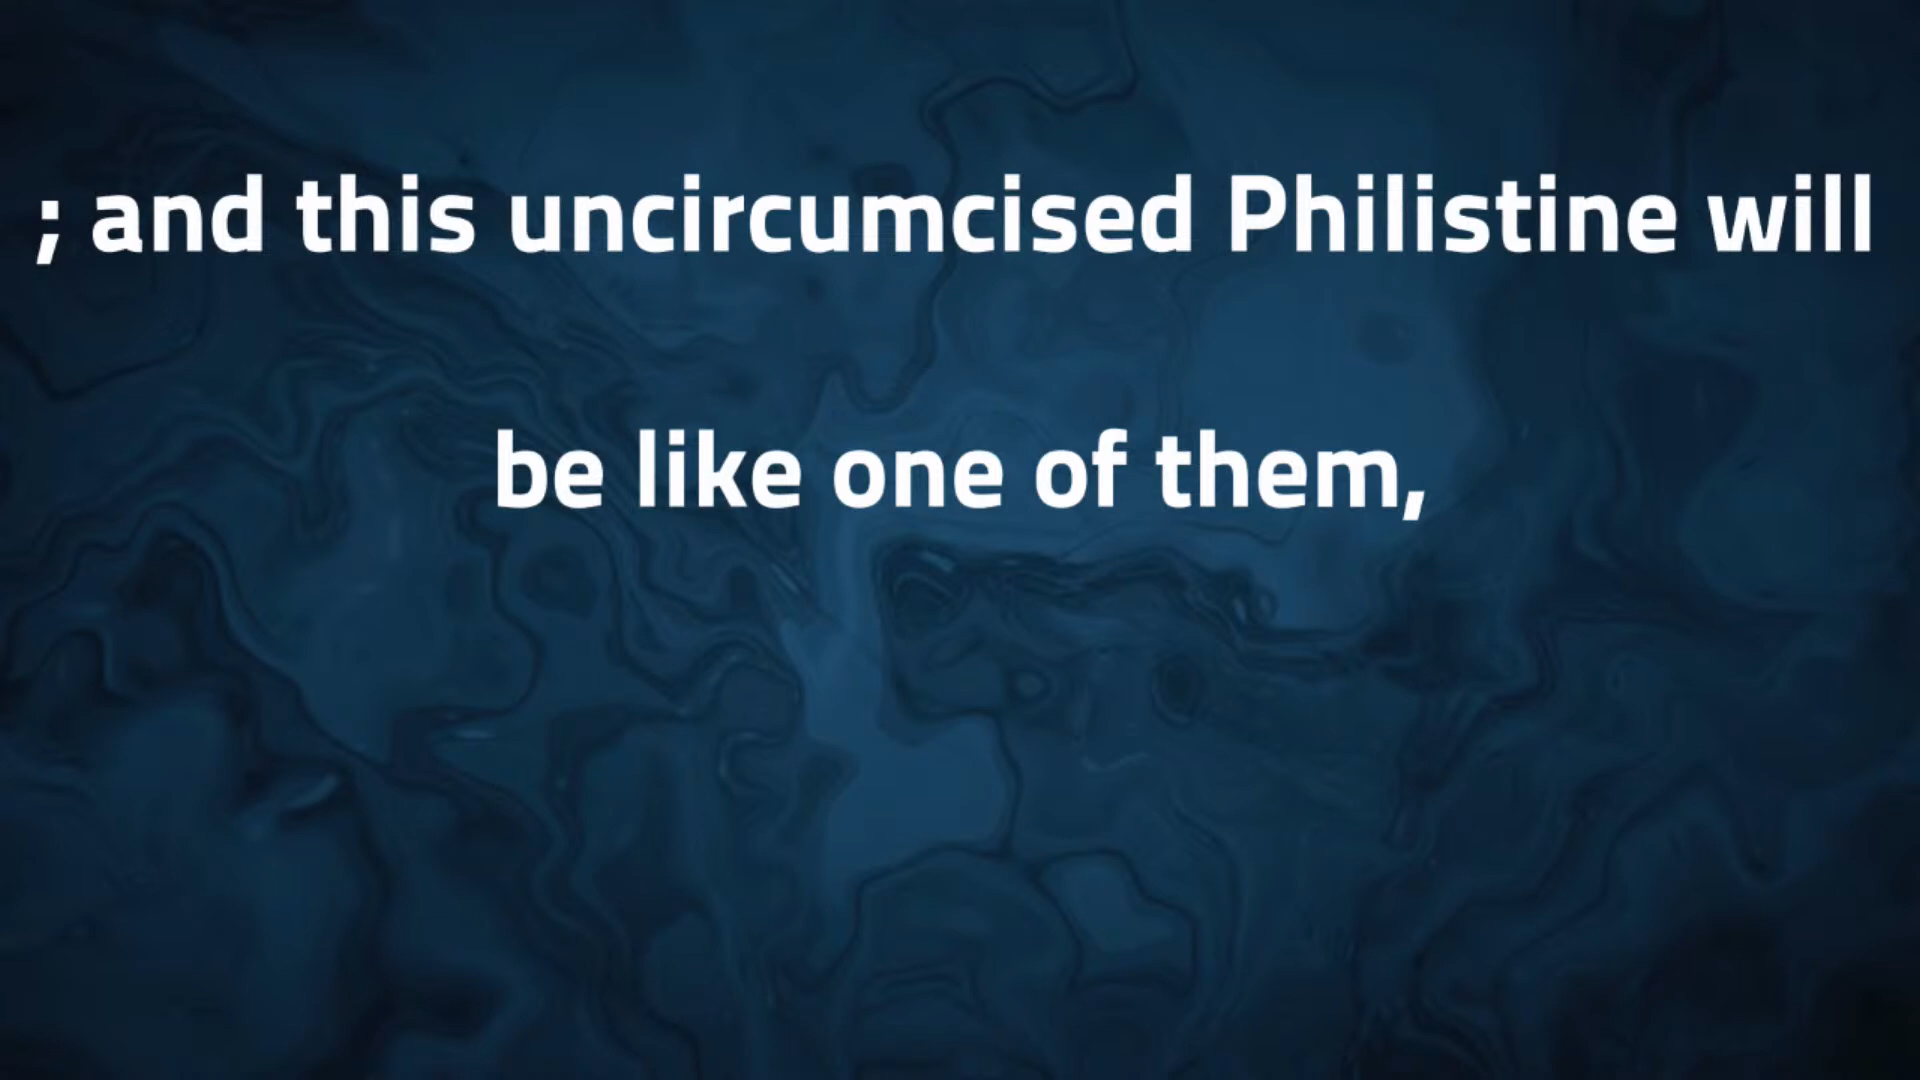 ; and this uncircumcised Philistine will
be like one of them,